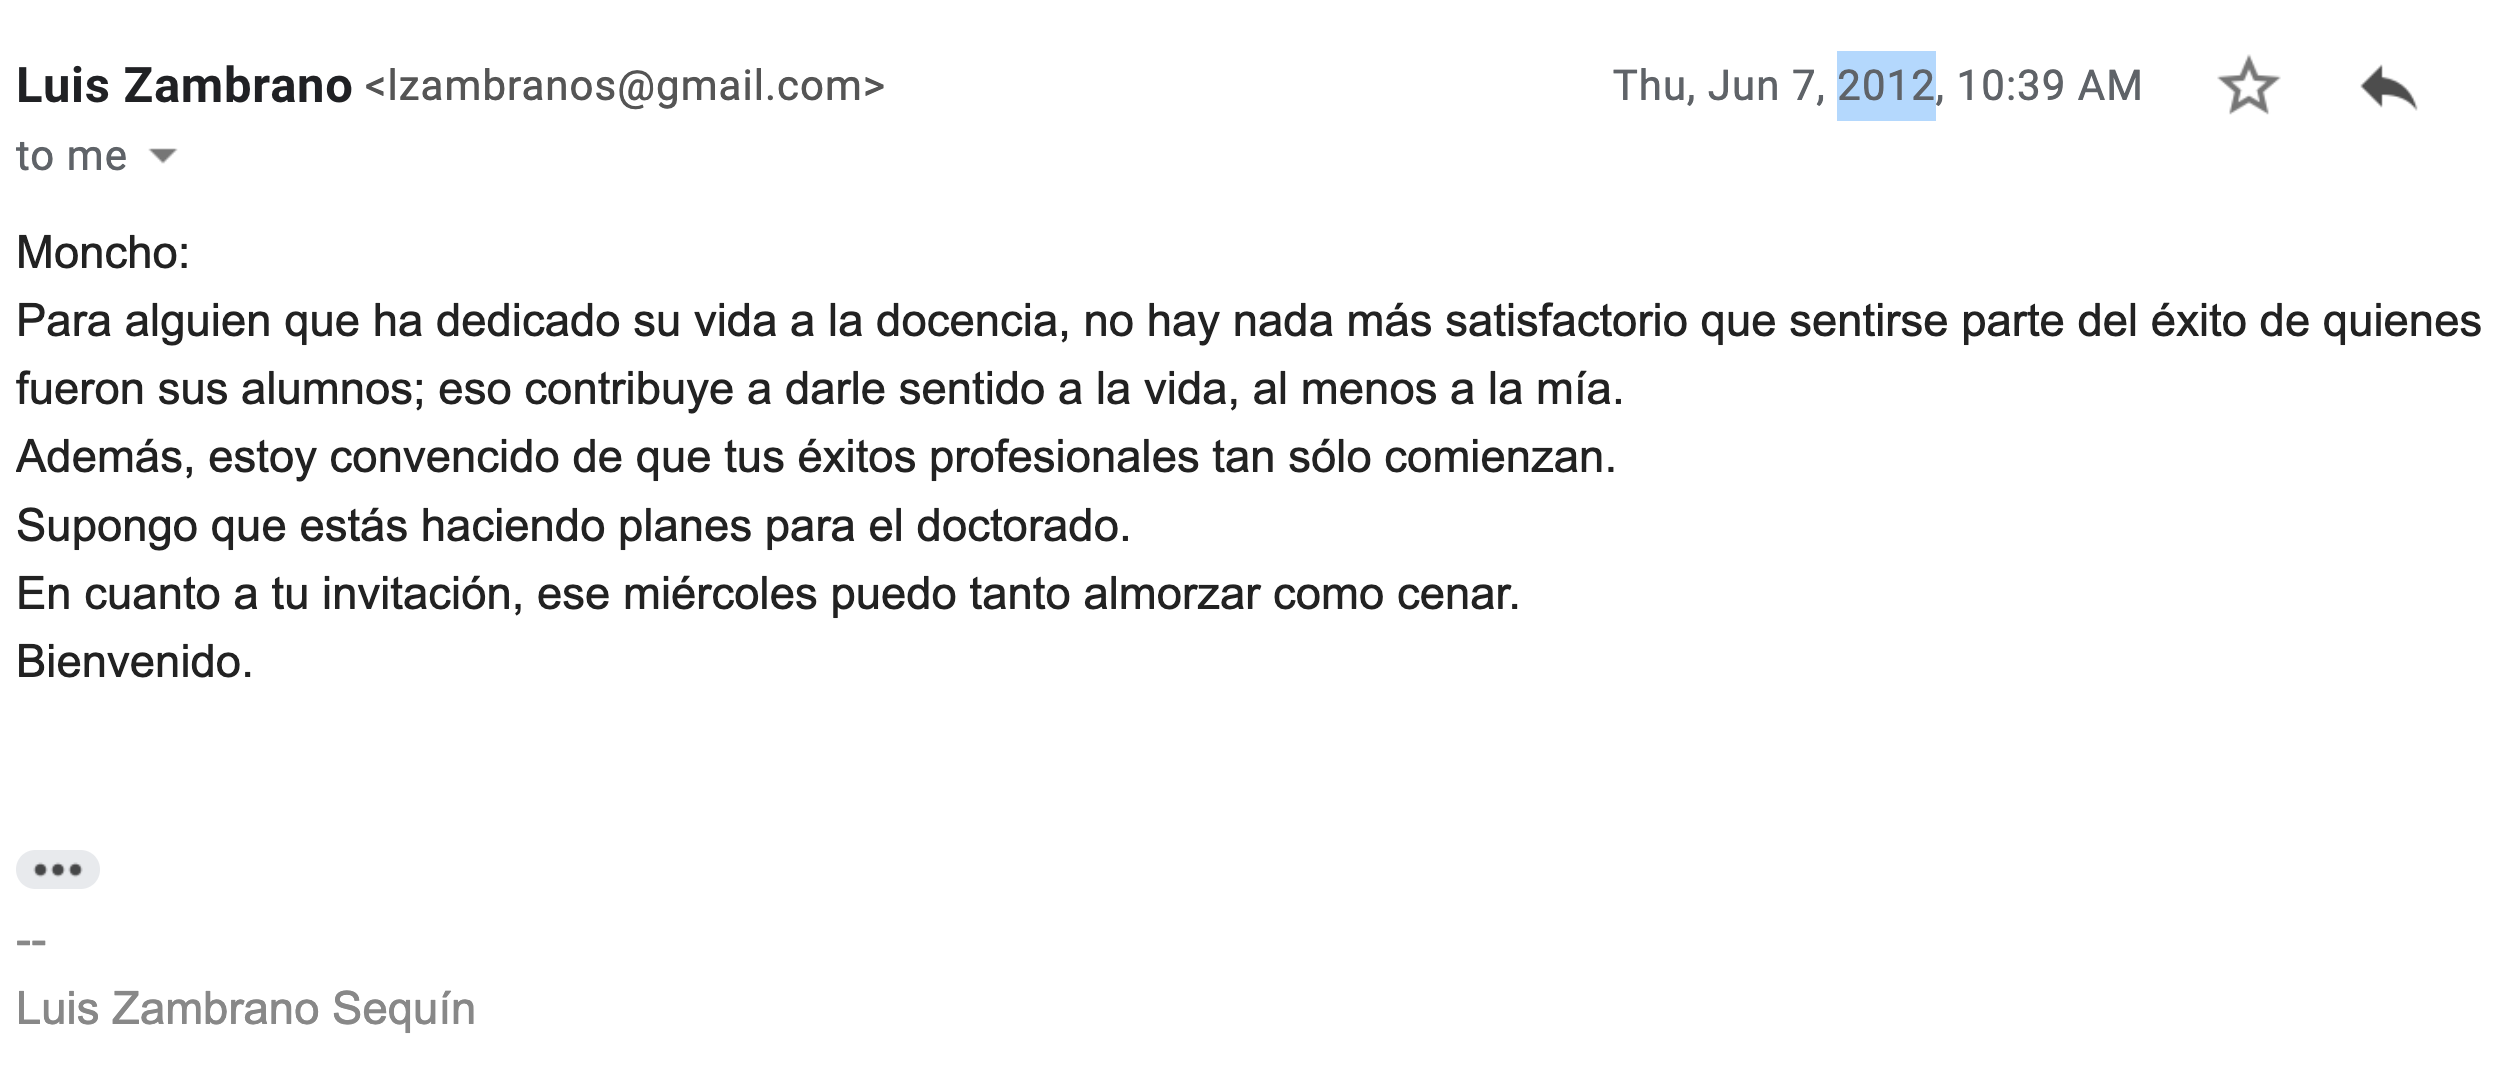 Luis Zambrano <lzambranos@gmail.com> Thu, Jun 7, 2012, 10:39 AM
to me
Moncho:
Para alguien que ha dedicado su vida a la docencia, no hay nada más satisfactorio que sentirse parte del éxito de quienes
fueron sus alumnos; eso contribuye a darle sentido a la vida, al menos a la mía.
Además, estoy convencido de que tus éxitos profesionales tan sólo comienzan.
Supongo que estás haciendo planes para el doctorado.
En cuanto a tu invitación, ese miércoles puedo tanto almorzar como cenar.
Bienvenido.
--
Luis Zambrano Sequín